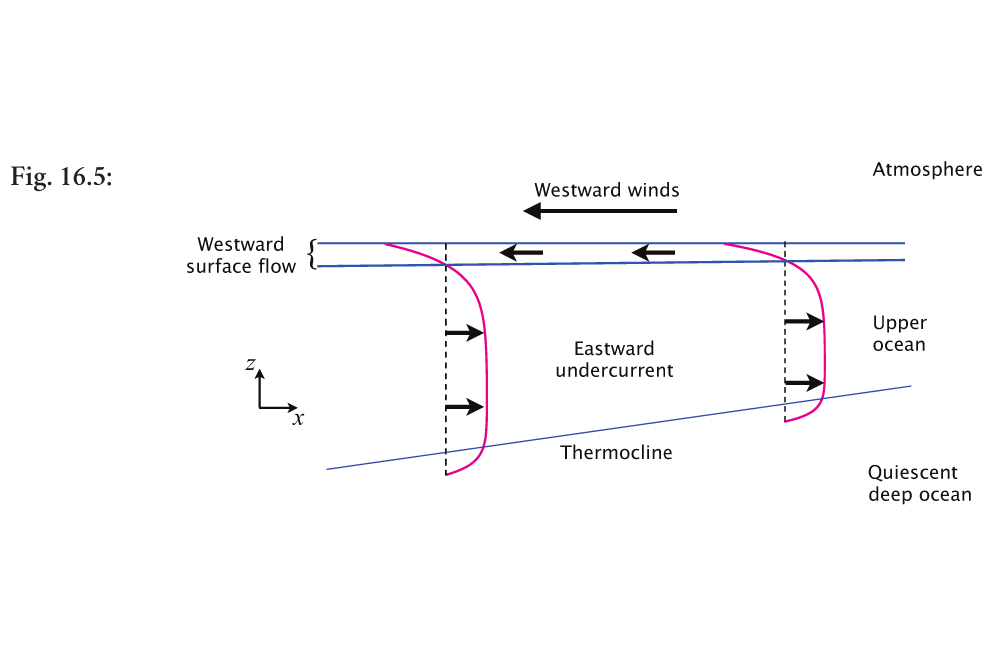 Fig. 16.5:
Atmosphere
Westward winds
Westward
surface flow
Upper
ocean
Eastward
undercurrent
z
x
Thermocline
Quiescent
deep ocean